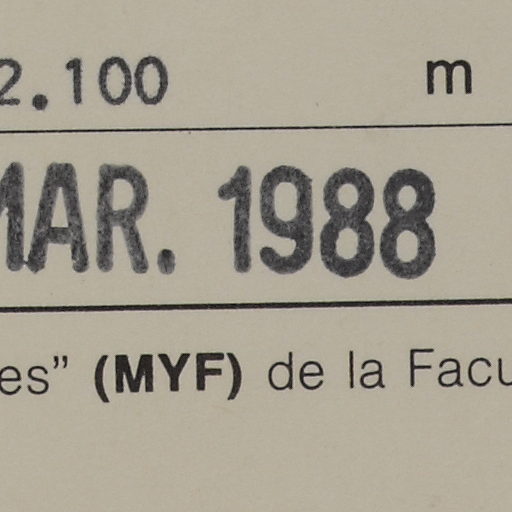 2.100 m
MAR. 1988
es” (MYF) de la Facu